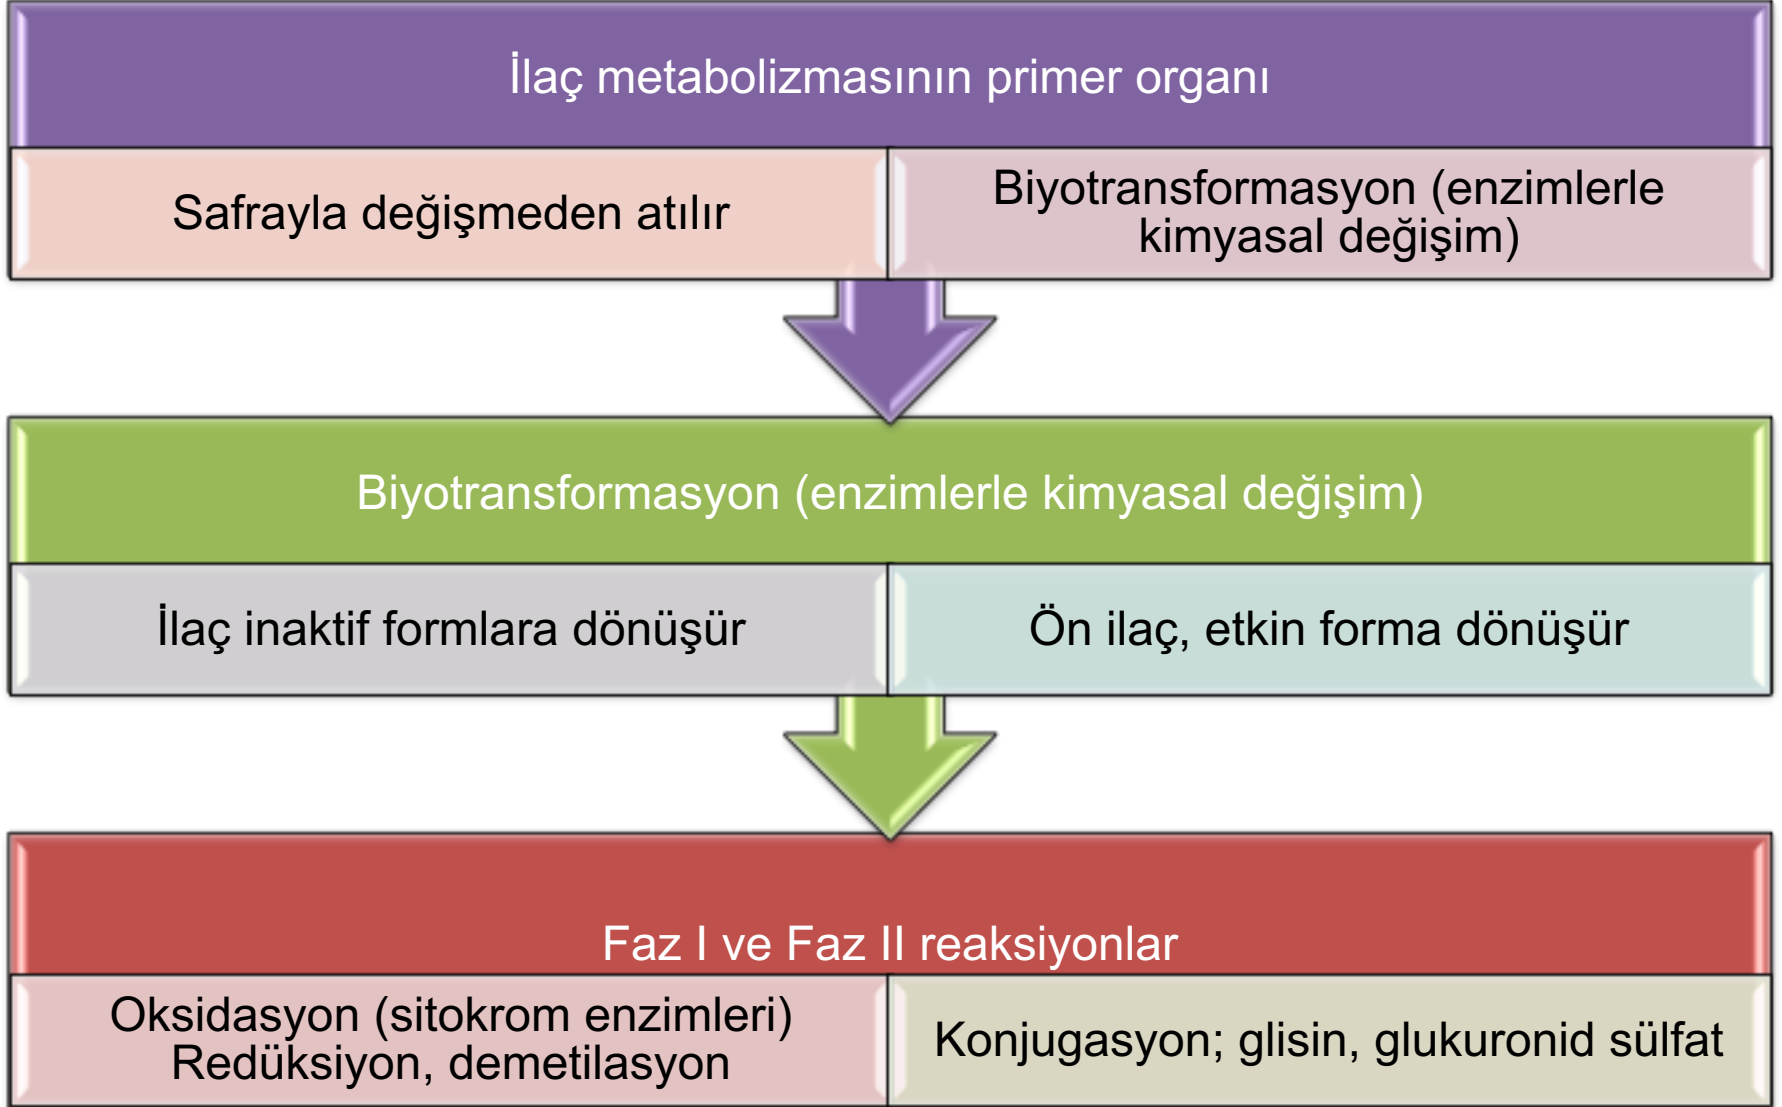 İlaç metabolizmasının primer organı
Safrayla değişmeden atılır
Biyotransformasyon (enzimlerle
kimyasal değişim)
Biyotransformasyon (enzimlerle kimyasal değişim)
İlaç inaktif formlara dönüşür
Ön ilaç, etkin forma dönüşür
Faz I ve Faz II reaksiyonlar
Oksidasyon (sitokrom enzimleri)
Redüksiyon, demetilasyon
Konjugasyon; glisin, glukuronid sülfat